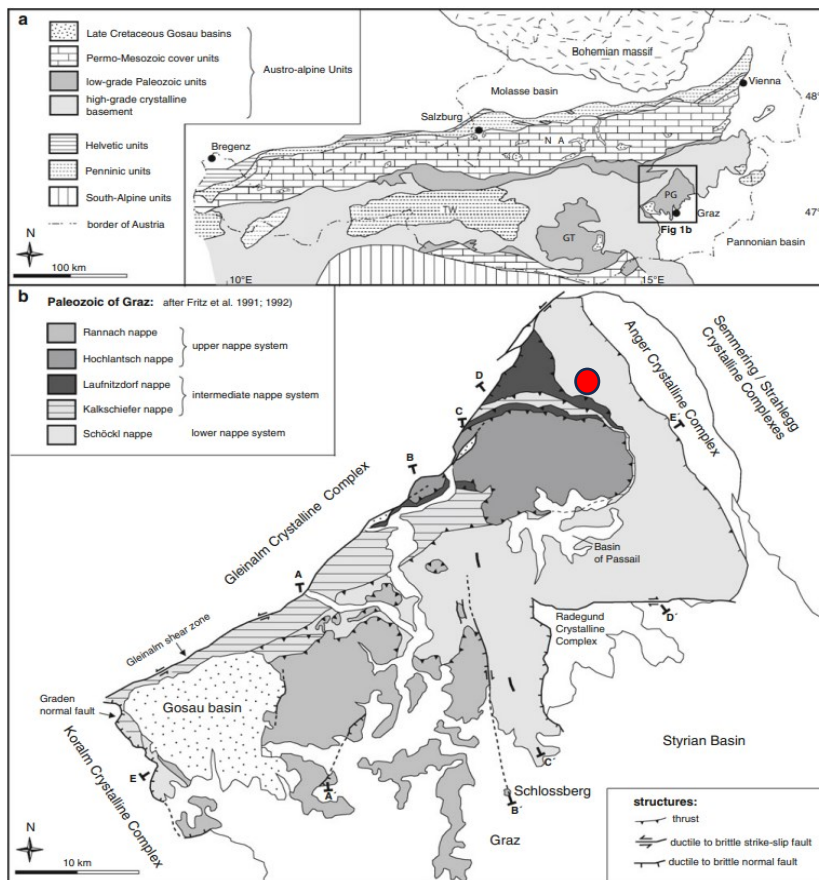 a
Late Cretaceous Gosau basins
Permo-Mesozoic cover units
low-grade Paleozoic units
high-grade crystalline
basement
Austro-alpine Units
Helvetic units
Penninic units
South-Alpine units
border of Austria
N
100 km
Bohemian massif
Molasse basin
Vienna
48°
Salzburg
N A
Bregenz
PG
TW
Graz
47°
GT
Fig 1b
Pannonian basin
10°E
15°E
b
Paleozoic of Graz: after Fritz et al. 1991; 1992)
Rannach nappe
upper nappe system
Hochlantsch nappe
Laufnitzdorf nappe
intermediate nappe system
Kalkschiefer nappe
Schöckl nappe
lower nappe system
Anger Crystalline Complex
Semmering / Strahlegg
Crystalline Complexes
D
C
E´
B
Gleinalm Crystalline Complex
Basin
of Passail
A
D´
Radegund
Crystalline
Complex
Gleinalm shear zone
Graden
normal fault
Gosau basin
Koralm Crystalline Complex
Styrian Basin
C´
E
A´
Schlossberg
B´
Graz
N
10 km
structures:
thrust
ductile to brittle strike-slip fault
ductile to brittle normal fault